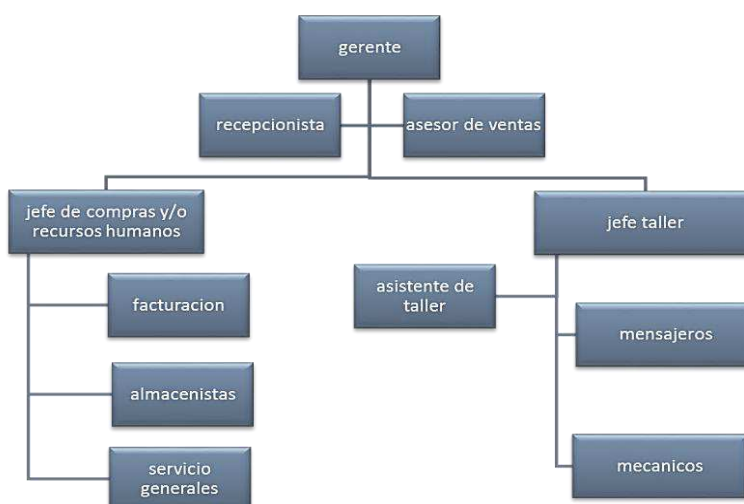 gerente
recepcionista
asesor de ventas
jefe de compras y/o
recursos humanos
jefe taller
facturacion
asistente de
taller
mensajeros
almacenistas
servicio
generales
mecanicos